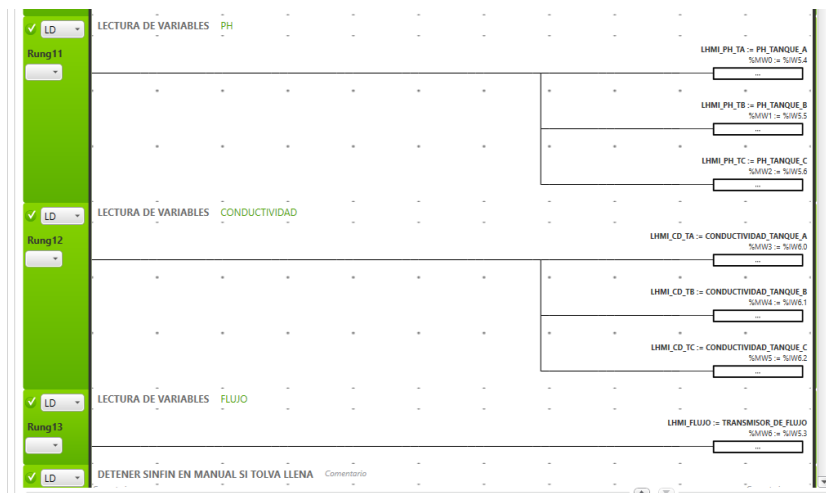 LD
LECTURA DE VARIABLES PH
Rung11
LHMI_PH_TA := PH_TANQUE_A
%MW0 := %IW5.4
...
LHMI_PH_TB := PH_TANQUE_B
%MW1 := %IW5.5
...
LHMI_PH_TC := PH_TANQUE_C
%MW2 := %IW5.6
...
LD
LECTURA DE VARIABLES CONDUCTIVIDAD
Rung12
LHMI_CD_TA := CONDUCTIVIDAD_TANQUE_A
%MW3 := %IW6.0
...
LHMI_CD_TB := CONDUCTIVIDAD_TANQUE_B
%MW4 := %IW6.1
...
LHMI_CD_TC := CONDUCTIVIDAD_TANQUE_C
%MW5 := %IW6.2
...
LD
LECTURA DE VARIABLES FLUJO
Rung13
LHMI_FLUJO := TRANSMISOR_DE_FLUJO
%MW6 := %IW5.3
...
LD
DETENER SINFIN EN MANUAL SI TOLVA LLENA Comentario